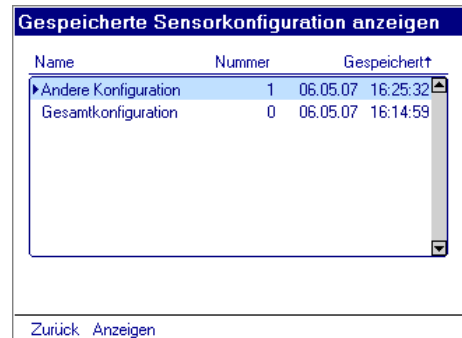 Gespeicherte Sensorkonfiguration anzeigen
Name Nummer Gespeichert↑
Andere Konfiguration 1 06.05.07 16:25:32
Gesamtkonfiguration 0 06.05.07 16:14:59
Zurück Anzeigen